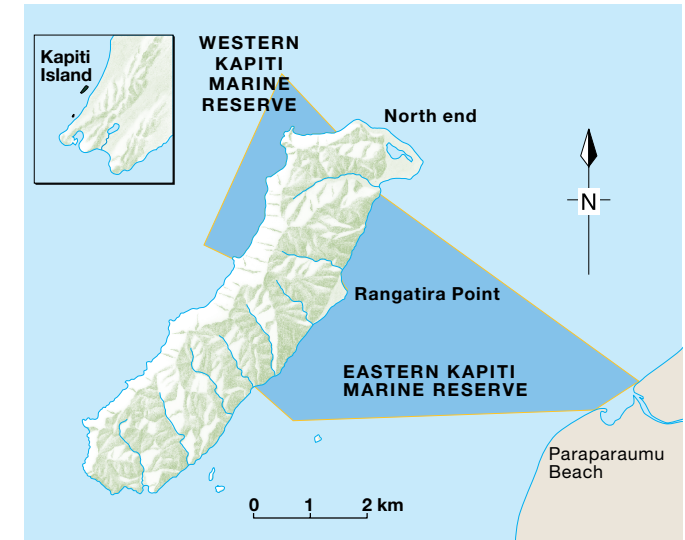 WESTERN
KAPITI
MARINE
RESERVE
Kapiti
Island
North end
N
Rangatira Point
EASTERN KAPITI
MARINE RESERVE
Paraparaumu
Beach
0 1 2 km